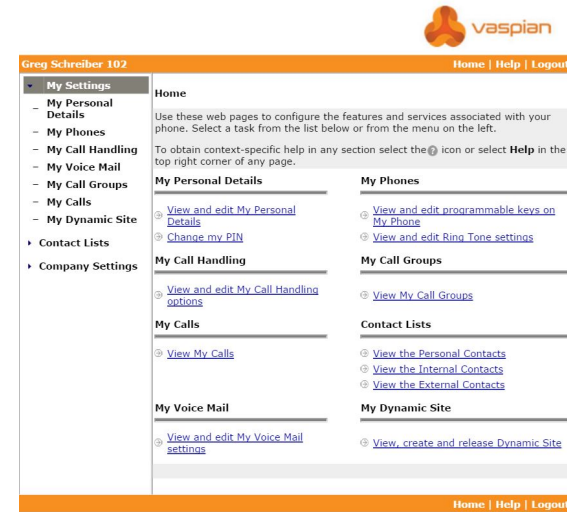 vaspian
Greg Schreiber 102
Home | Help | Logout
My Settings
My Personal
Details
My Phones
My Call Handling
My Voice Mail
My Call Groups
My Calls
My Dynamic Site
Contact Lists
Company Settings
Home
Use these web pages to configure the features and services associated with your
phone. Select a task from the list below or from the menu on the left.
To obtain context-specific help in any section select the ? icon or select Help in the
top right corner of any page.
My Personal Details
View and edit My Personal
Details
Change my PIN
My Phones
View and edit programmable keys on
My Phone
View and edit Ring Tone settings
My Call Handling
View and edit My Call Handling
options
My Call Groups
View My Call Groups
My Calls
View My Calls
Contact Lists
View the Personal Contacts
View the Internal Contacts
View the External Contacts
My Voice Mail
View and edit My Voice Mail
settings
My Dynamic Site
View, create and release Dynamic Site
Home | Help | Logout